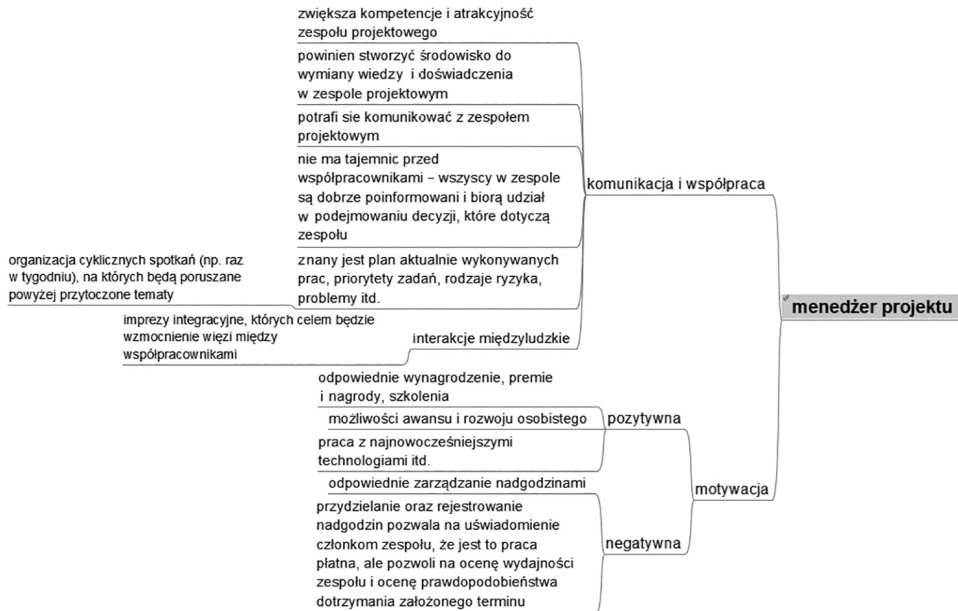 zwiększa kompetencje i atrakcyjność
zespołu projektowego
powinien stworzyć środowisko do
wymiany wiedzy i doświadczenia
w zespole projektowym
potrafi sie komunikować z zespołem
projektowym
nie ma tajemnic przed
współpracownikami – wszyscy w zespole
są dobrze poinformowani i biorą udział
w podejmowaniu decyzji, które dotyczą
zespołu
komunikacja i współpraca
organizacja cyklicznych spotkań (np. raz
w tygodniu), na których będą poruszane
powyżej przytoczone tematy
znany jest plan aktualnie wykonywanych
prac, priorytety zadań, rodzaje ryzyka,
problemy itd.
menedżer projektu
imprezy integracyjne, których celem będzie
wzmocnienie więzi między
współpracownikami
interakcje międzyludzkie
odpowiednie wynagrodzenie, premie
i nagrody, szkolenia
możliwości awansu i rozwoju osobistego
pozytywna
praca z najnowocześniejszymi
technologiami itd.
odpowiednie zarządzanie nadgodzinami
motywacja
przydzielanie oraz rejestrowanie
nadgodzin pozwala na uświadomienie
członkom zespołu, że jest to praca
płatna, ale pozwoli na ocenę wydajności
zespołu i ocenę prawdopodobieństwa
dotrzymania założonego terminu
negatywna